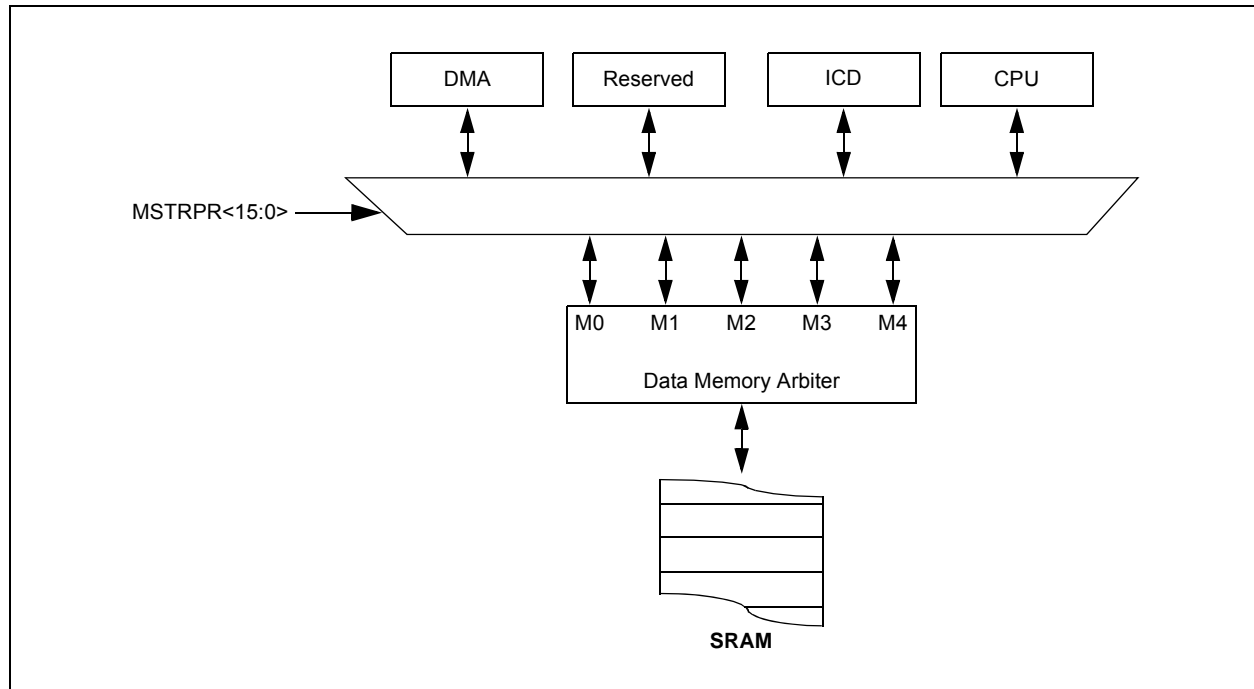 DMA
Reserved
ICD
CPU
MSTRPR<15:0>
M0
M1
M2
M3
M4
Data Memory Arbiter
SRAM